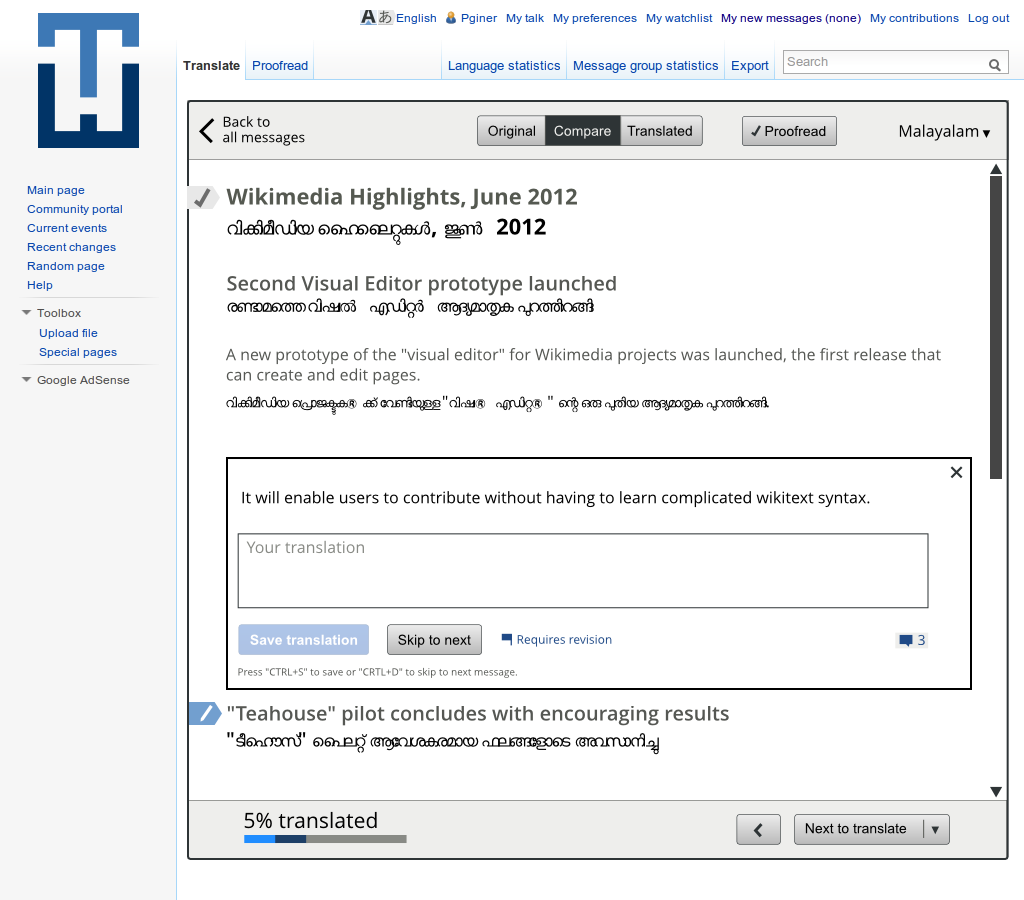 A あ English Pginer My talk My preferences My watchlist My new messages (none) My contributions Log out
Translate Proofread Language statistics Message group statistics Export Search
Back to
all messages
Original Compare Translated ✓ Proofread Malayalam ▾
Main page
Community portal
Current events
Recent changes
Random page
Help
Toolbox
Upload file
Special pages
Google AdSense
Wikimedia Highlights, June 2012
വിക്കിമീഡിയ ഹൈലൈറ്റുകൾ, ജൂൺ 2012
Second Visual Editor prototype launched
രണ്ടാമത്തെ വിഷ്വൽ എഡിറ്റർ ആദ്യമാതൃക പുറത്തിറങ്ങി
A new prototype of the "visual editor" for Wikimedia projects was launched, the first release that
can create and edit pages.
വിക്കിമീഡിയ പ്രൊജക്ടുക® ക്ക് വേണ്ടിയുള്ള "വിഷ്വ® എഡിറ്റ® " ന്റെ ഒരു പുതിയ ആദ്യമാതൃക പുറത്തിറങ്ങി.
It will enable users to contribute without having to learn complicated wikitext syntax.
Your translation
Save translation Skip to next Requires revision 3
Press "CTRL+S" to save or "CRTL+D" to skip to next message.
"Teahouse" pilot concludes with encouraging results
"ടീഹൌസ്" പൈലറ്റ് ആവേശകരമായ ഫലങ്ങളോടെ അവസാനിച്ചു
5% translated
Next to translate